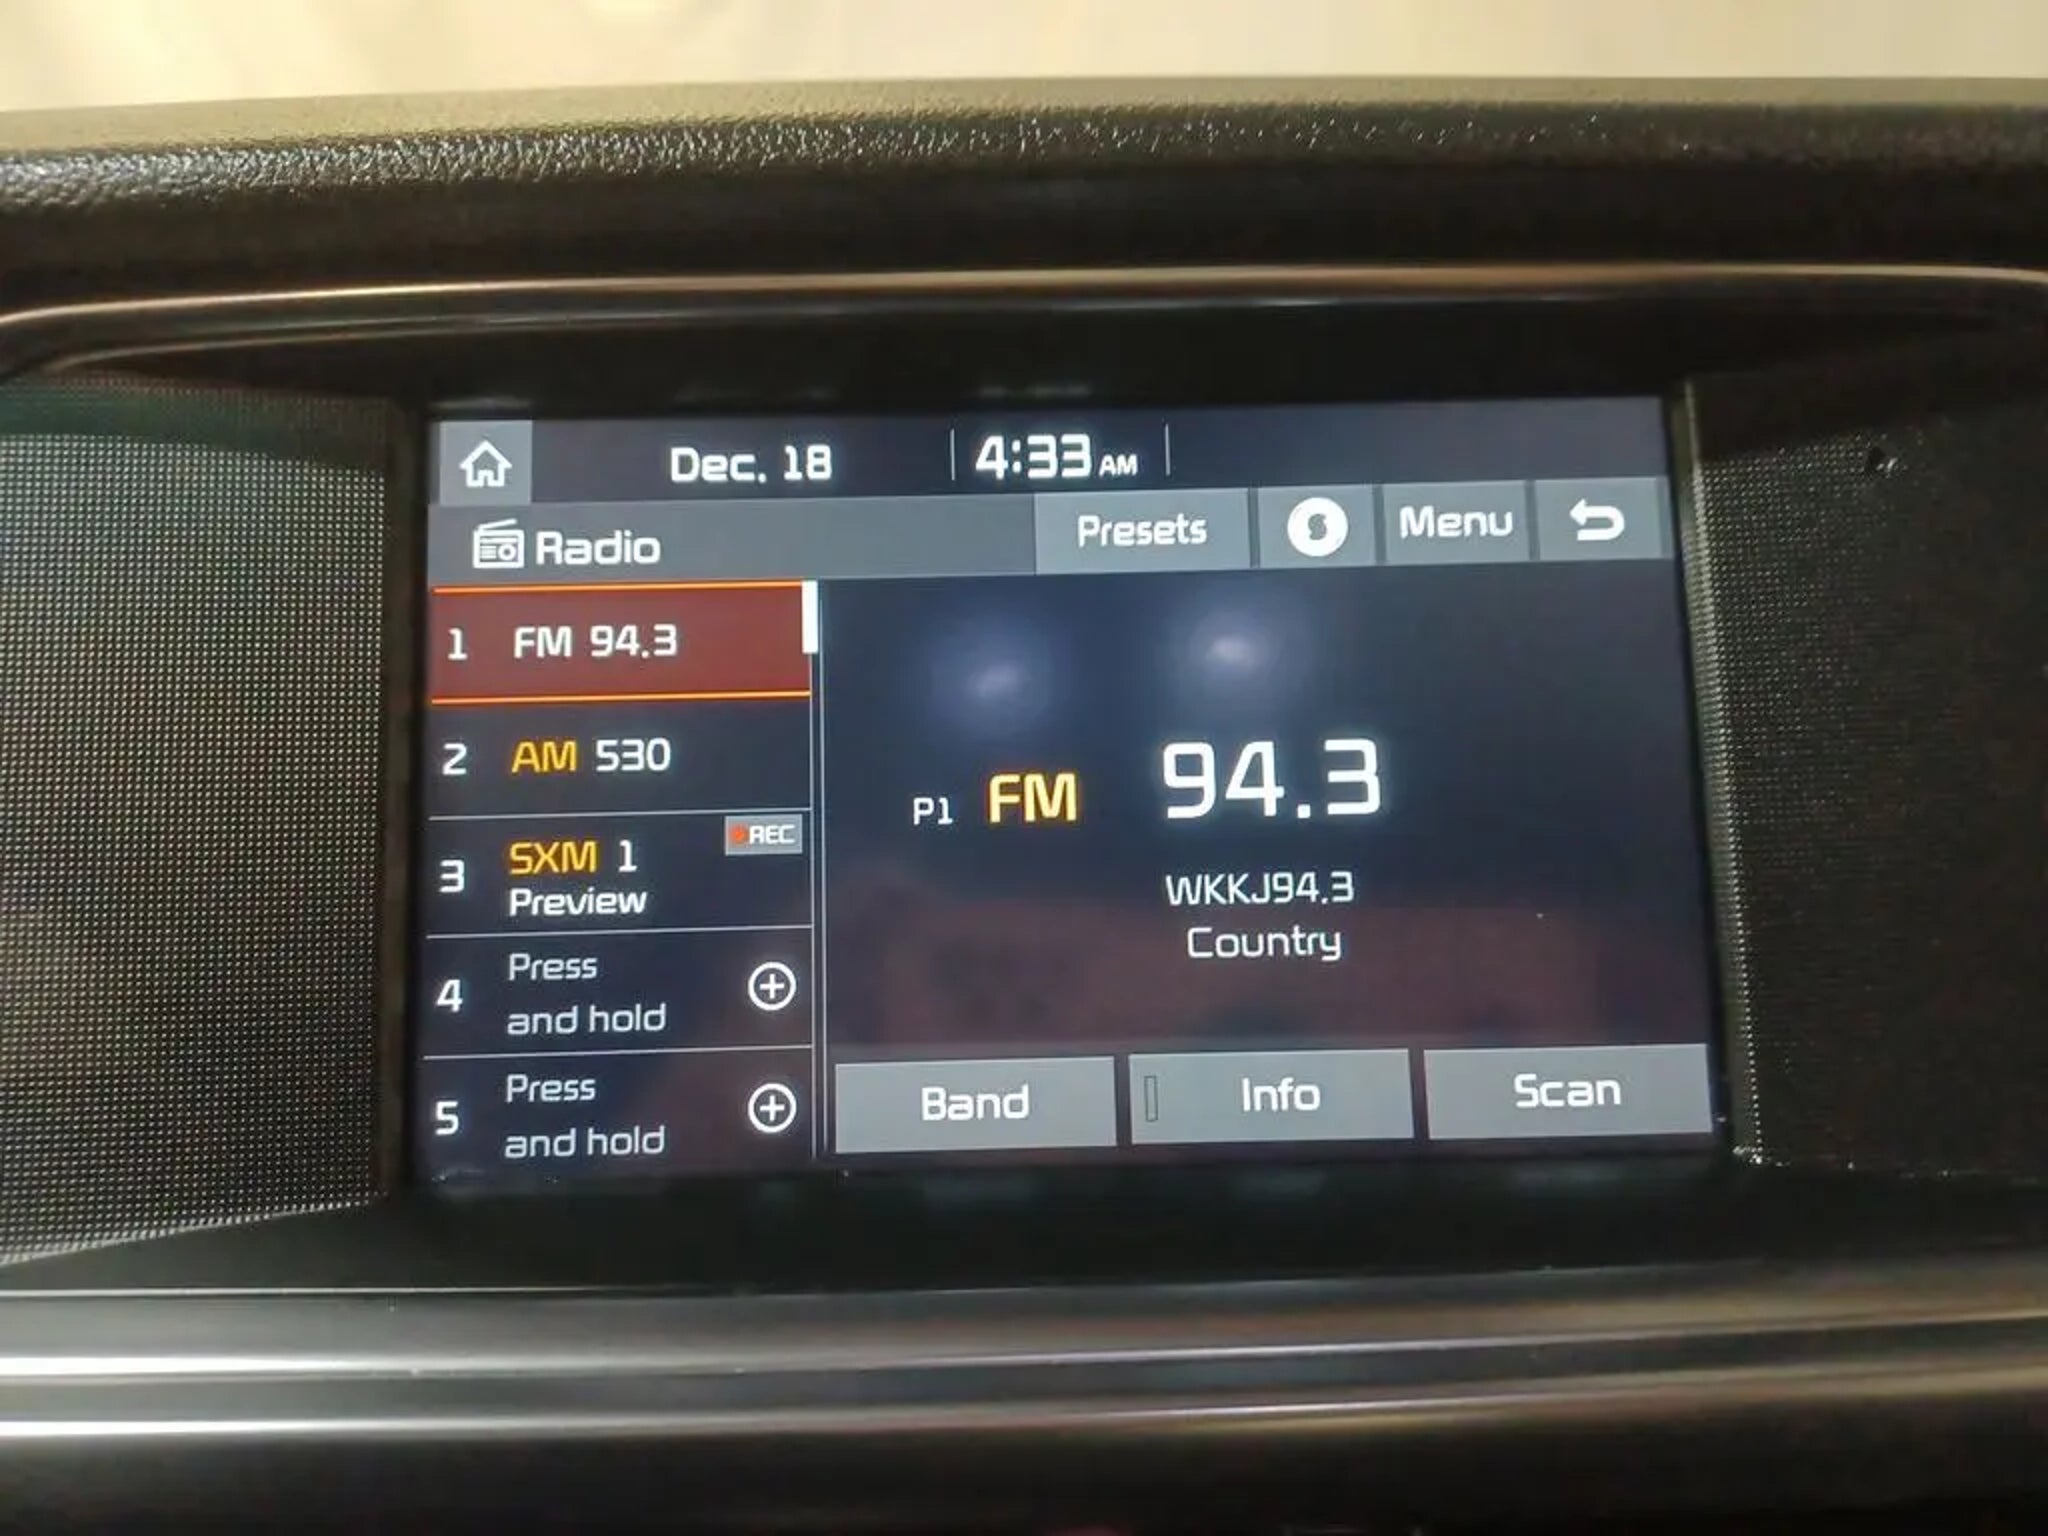 Dec. 18
4:33 AM
Radio
Presets
Menu
1 FM 94.3
2 AM 530
3 SXM 1
REC
Preview
4 Press
and hold
5 Press
and hold
P1 FM 94.3
WKKJ94.3
Country
Band
Info
Scan